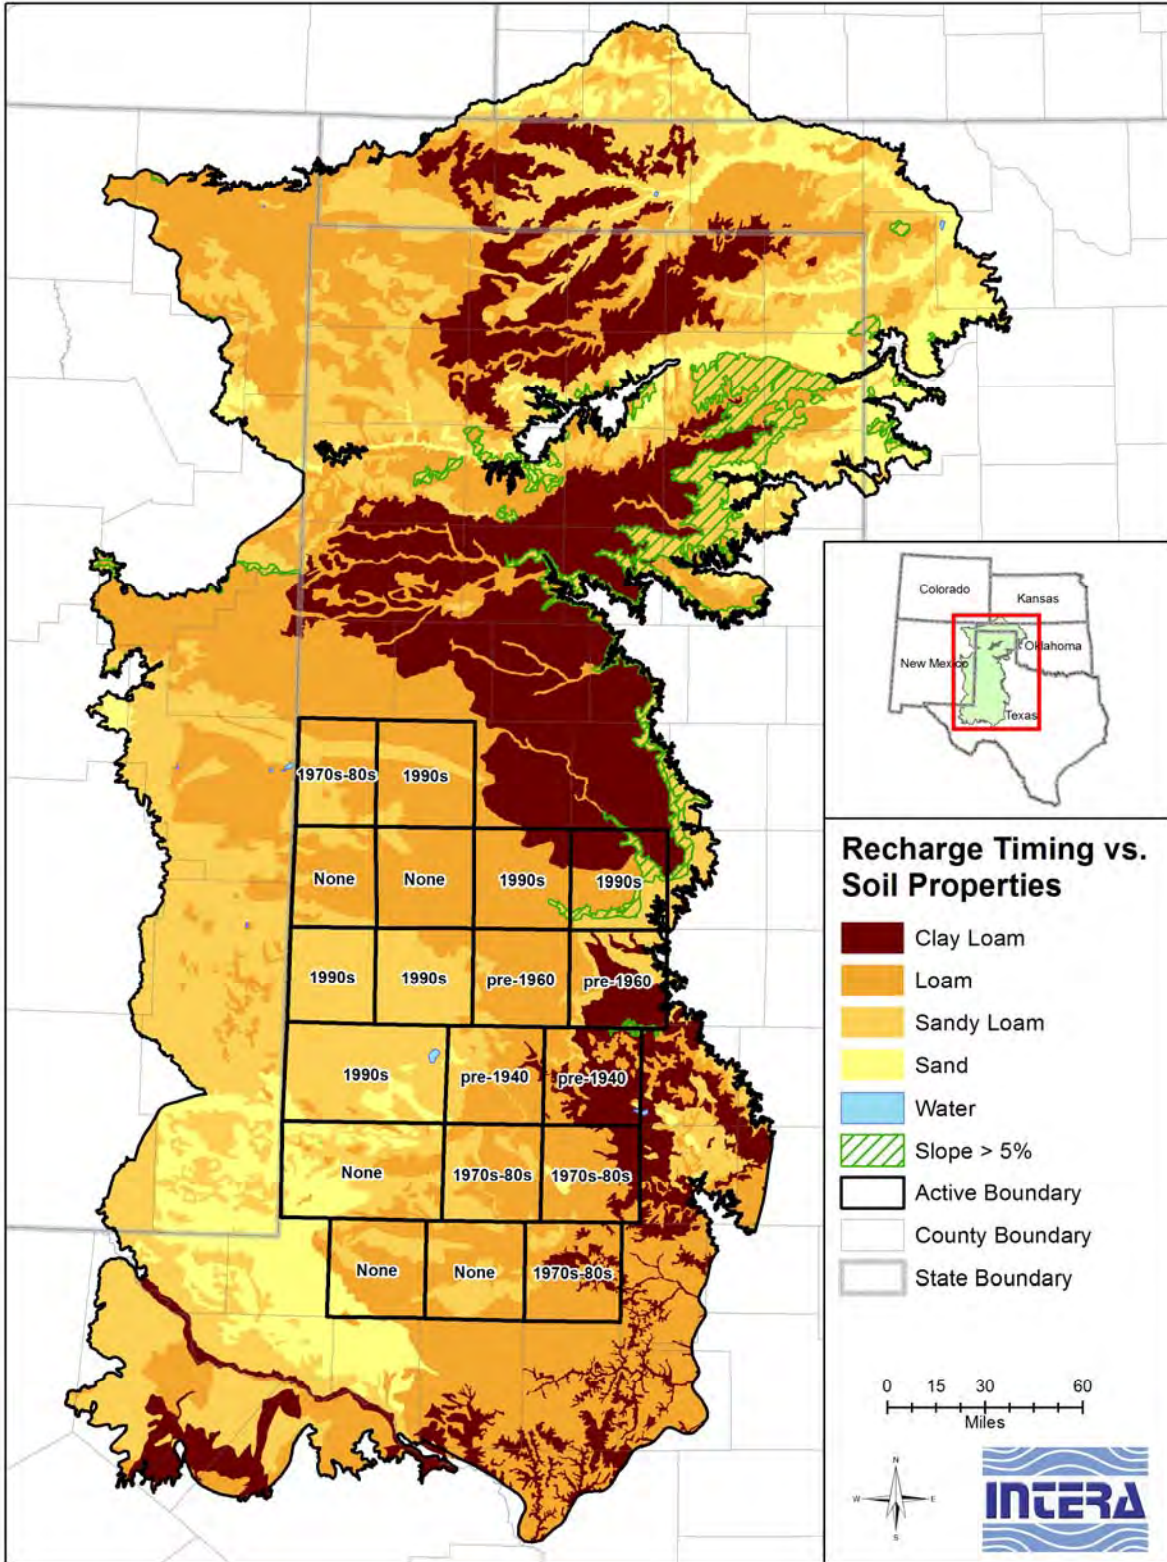 Colorado
Kansas
New Mexico
Oklahoma
Texas
1970s-80s
1990s
None
None
1990s
1990s
1990s
1990s
pre-1960
pre-1960
1990s
pre-1940
pre-1940
None
1970s-80s
1970s-80s
None
None
1970s-80s
Recharge Timing vs.
Soil Properties
Clay Loam
Loam
Sandy Loam
Sand
Water
Slope > 5%
Active Boundary
County Boundary
State Boundary
0 15 30 60
Miles
N
W E
S
INTERA